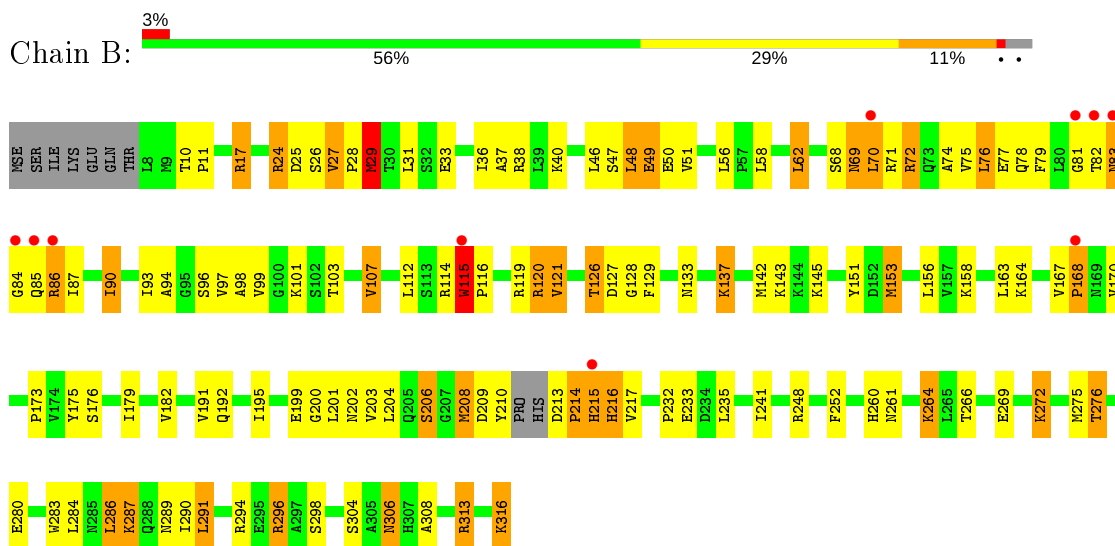 3%
Chain B:
56% 29% 11% • •
MSE SER ILE LYS GLU GLN THR L8 M9 T10 P11 R17 R24 D25 S26 V27 P28 M29 T30 L31 S32 E33 I36 A37 R38 L39 K40 L46 S47 L48 E49 E50 V51 L56 P57 L58 L62 S68 N69 L70 R71 R72 Q73 A74 V75 L76 E77 Q78 F79 L80 G81 T82 N83
G84 Q85 R86 I87 I90 I93 A94 G95 S96 V97 A98 V99 G100 K101 S102 T103 V107 L112 S113 R114 W115 P116 R119 R120 V121 T126 D127 G128 F129 N133 K137 M142 K143 K144 K145 Y151 D152 M153 L156 V157 K158 L163 K164 V167 P168 N169 V170
P173 V174 Y175 S176 I179 V182 V191 Q192 I195 E199 G200 L201 N202 V203 L204 Q205 S206 G207 M208 D209 Y210 PRO HIS D213 P214 H215 H216 V217 P232 E233 D234 L235 I241 R248 F252 H260 N261 K264 L265 T266 E269 K272 M275 T276
E280 W283 L284 N285 L286 K287 Q288 N289 I290 L291 R294 E295 R296 A297 S298 S304 A305 N306 H307 A308 R313 K316